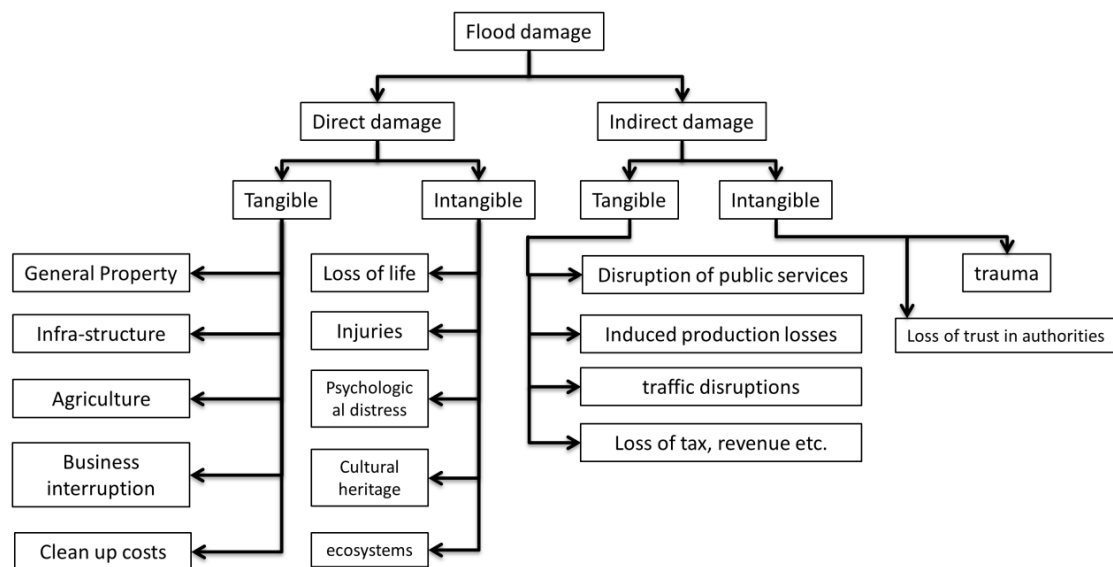 Flood damage
Direct damage
Indirect damage
Tangible
Intangible
Tangible
Intangible
General Property
Infra-structure
Agriculture
Business
interruption
Clean up costs
Loss of life
Injuries
Psychologic
al distress
Cultural
heritage
ecosystems
Disruption of public services
Induced production losses
traffic disruptions
Loss of tax, revenue etc.
trauma
Loss of trust in authorities